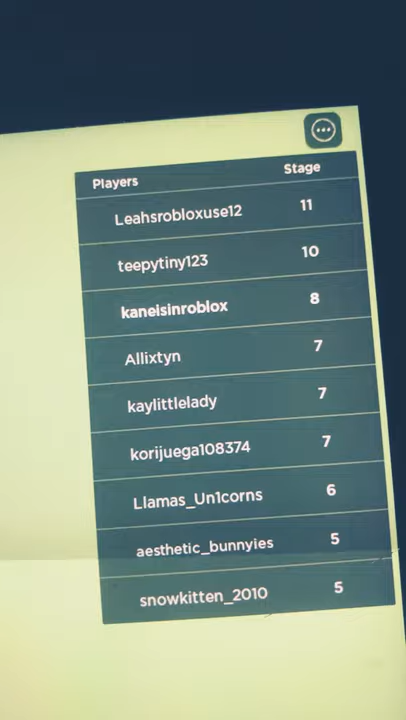 Players Stage
Leahsrobloxuse12 11
teepytiny123 10
kaneisinroblox 8
Allixtyn 7
kaylittlelady 7
korijuega108374 7
Llamas_Un1corns 6
aesthetic_bunnyies 5
snowkitten_2010 5